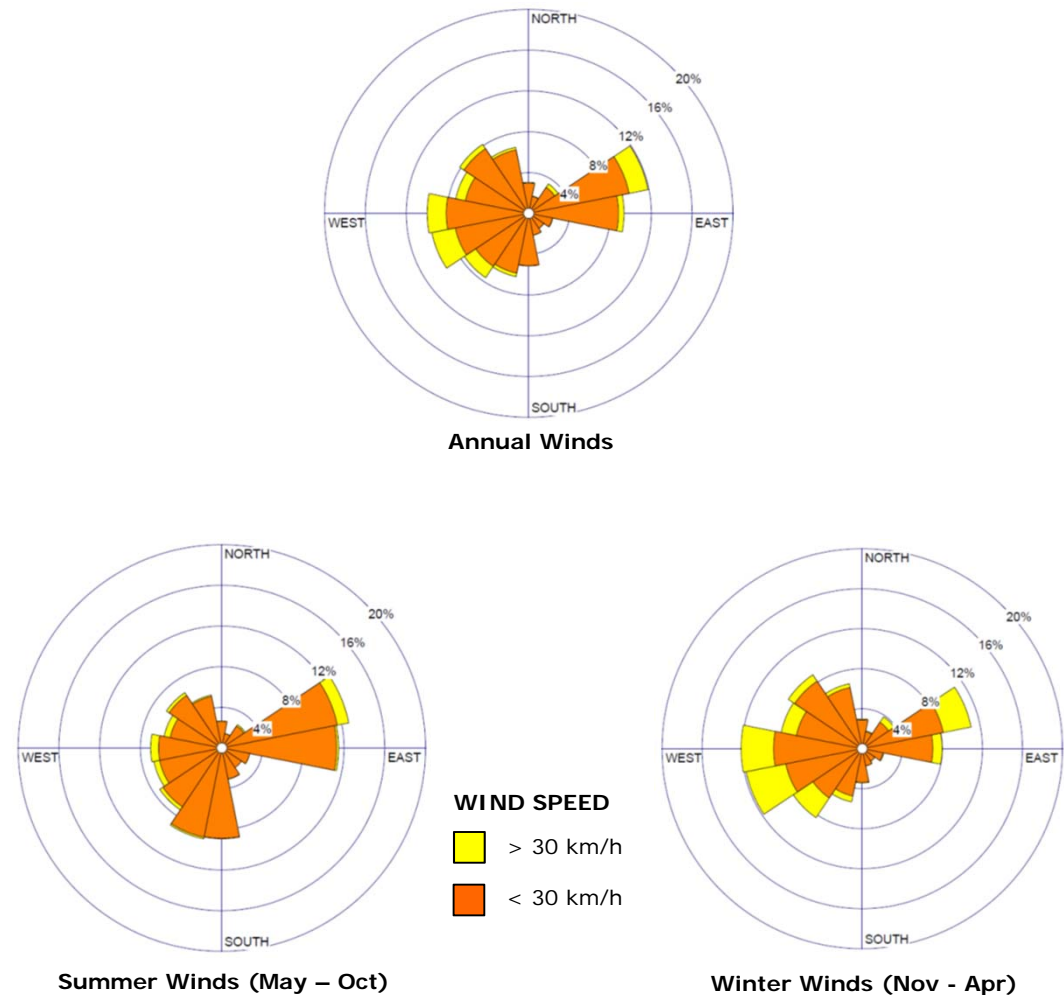 NORTH
20%
16%
12%
8%
4%
WEST
EAST
SOUTH
Annual Winds
NORTH
20%
16%
12%
8%
4%
WEST
EAST
SOUTH
Summer Winds (May – Oct)
WIND SPEED
> 30 km/h
< 30 km/h
NORTH
20%
16%
12%
8%
4%
WEST
EAST
SOUTH
Winter Winds (Nov - Apr)